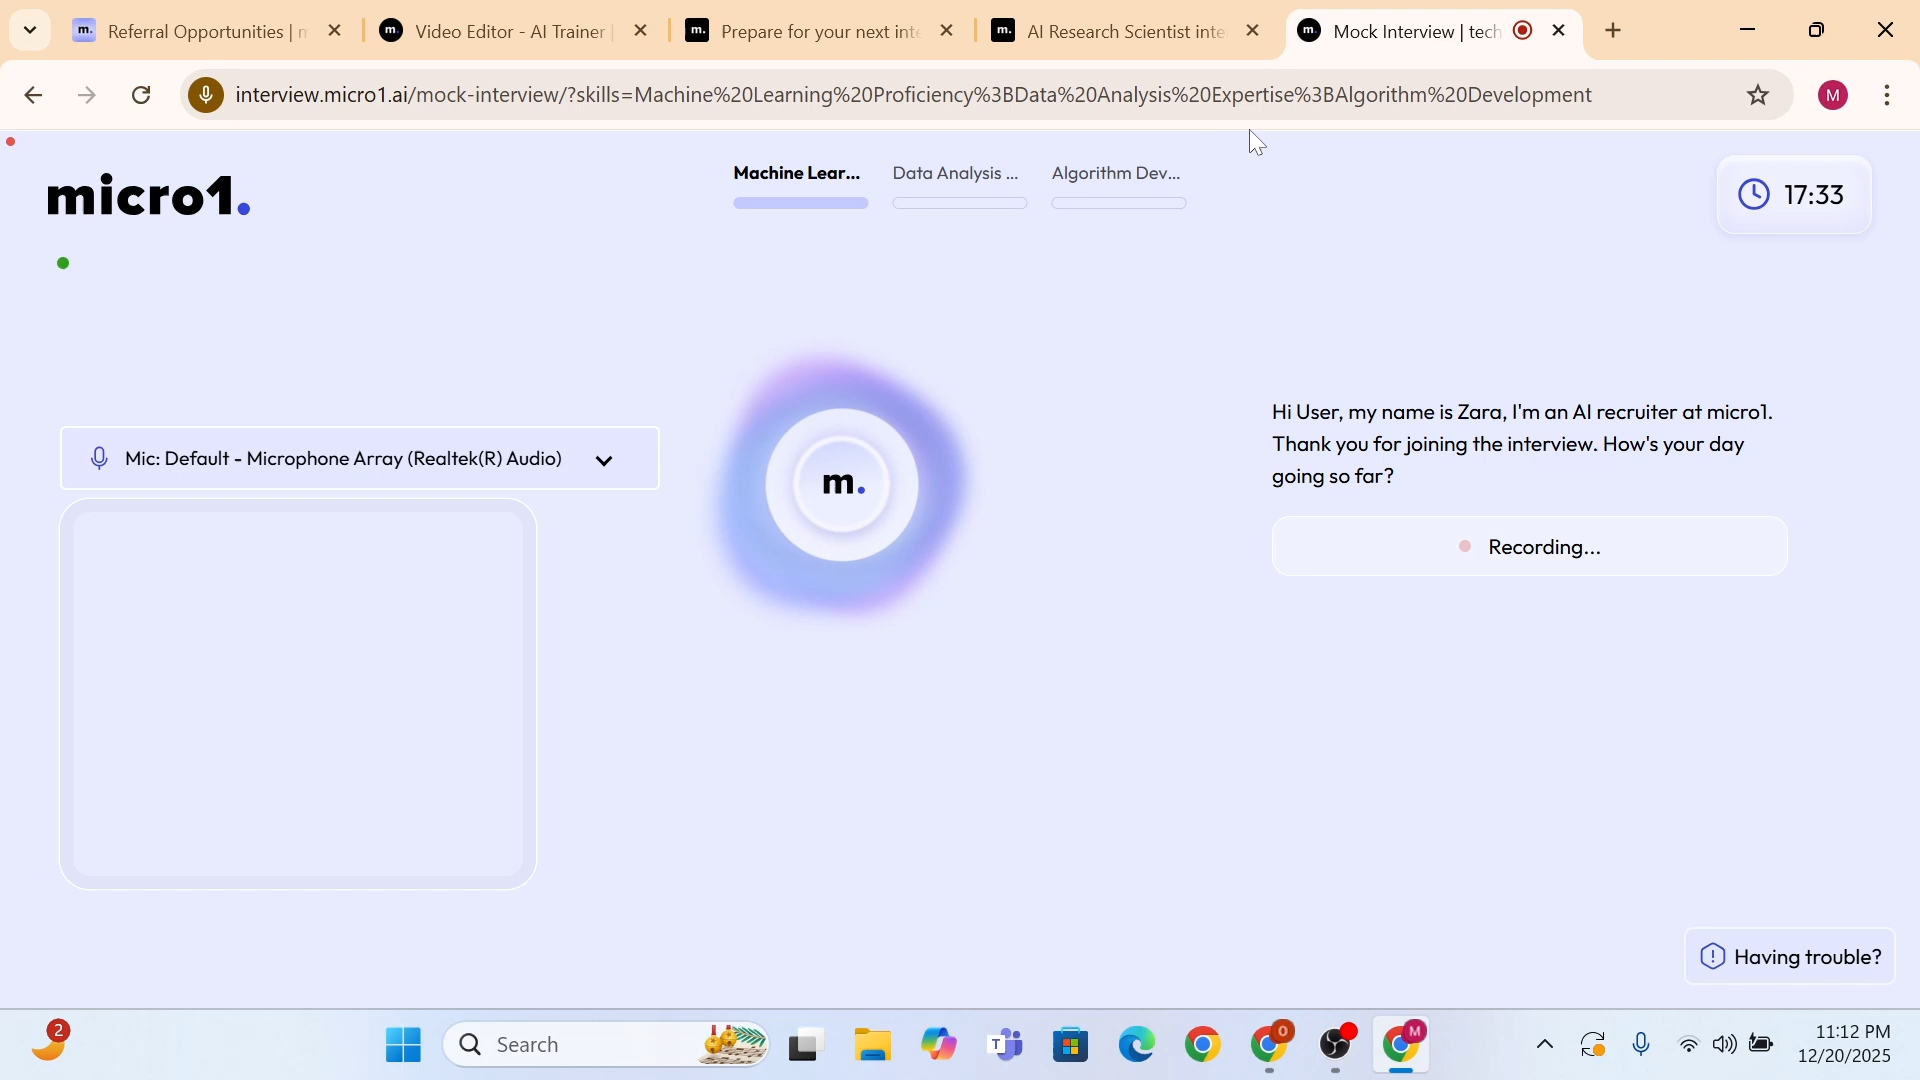 Referral Opportunities | m
Video Editor - AI Trainer |
Prepare for your next inte
AI Research Scientist inte
Mock Interview | tech
interview.micro1.ai/mock-interview/?skills=Machine%20Learning%20Proficiency%3BData%20Analysis%20Expertise%3BAlgorithm%20Development
M
micro1.
Machine Lear...
Data Analysis ...
Algorithm Dev...
17:33
Mic: Default - Microphone Array (Realtek(R) Audio)
m.
Hi User, my name is Zara, I'm an AI recruiter at micro1.
Thank you for joining the interview. How's your day
going so far?
Recording...
Having trouble?
2
Search
O
M
11:12 PM
12/20/2025